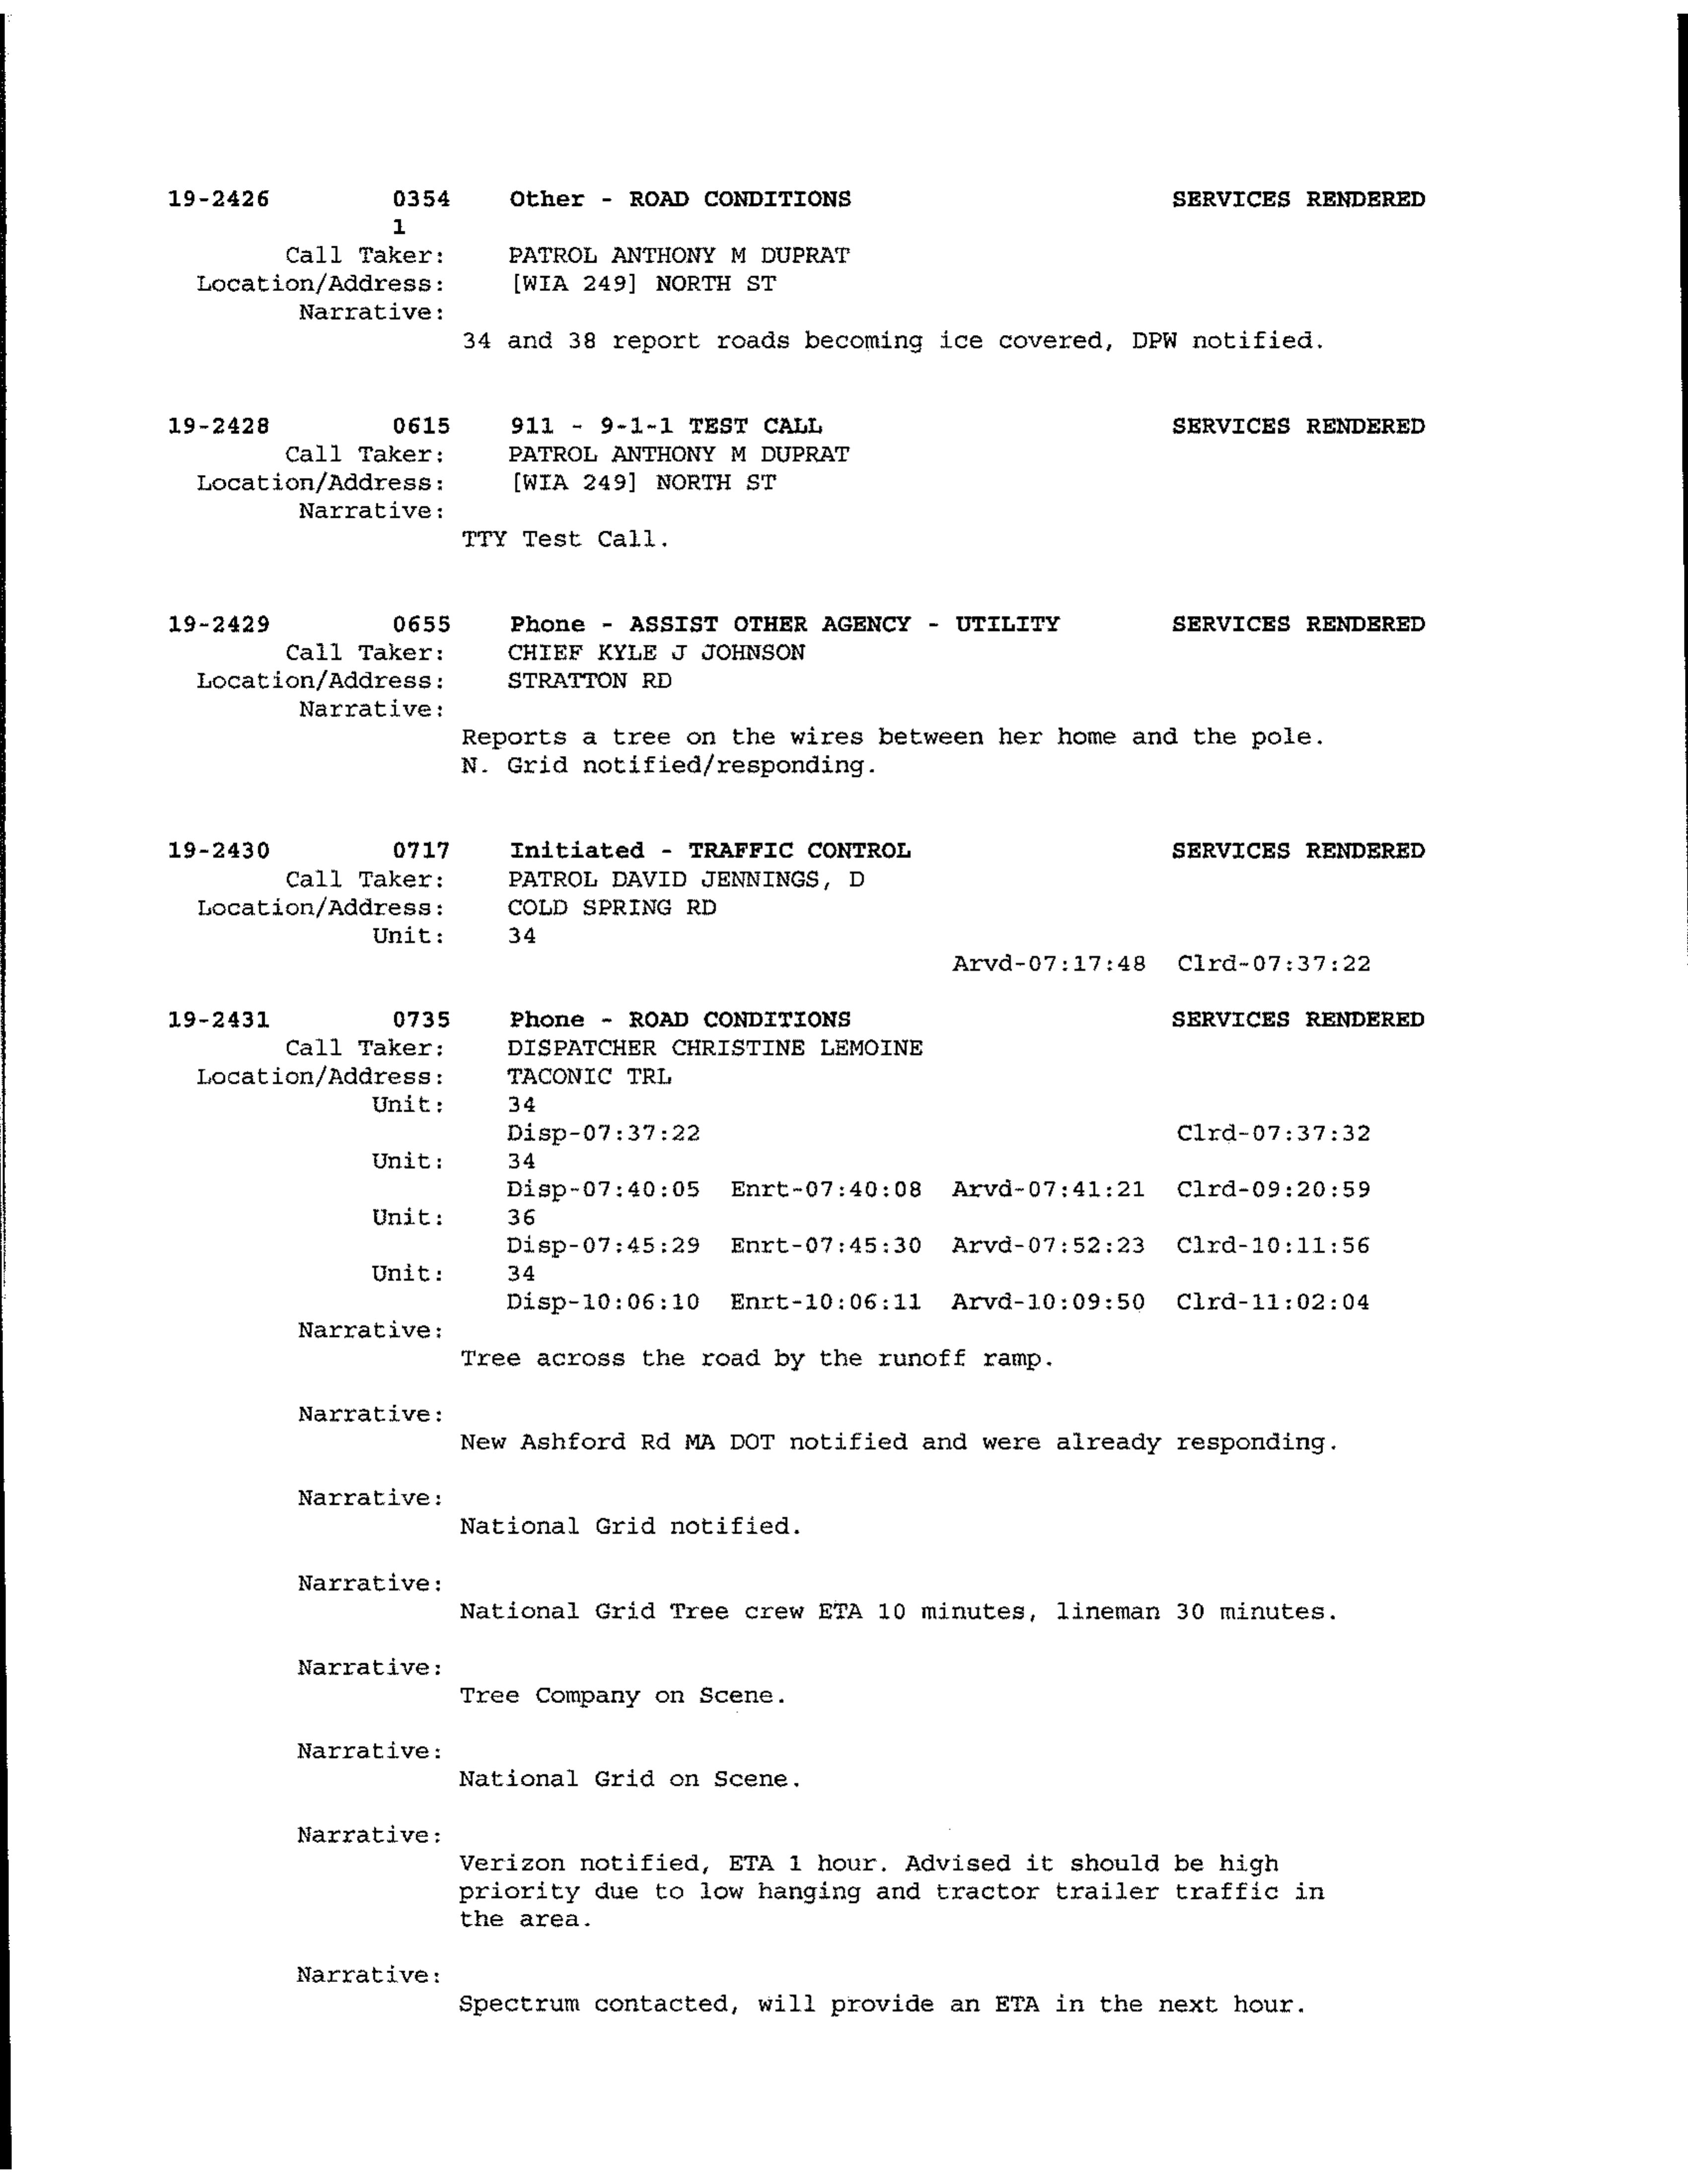 19-2426 0354 Other - ROAD CONDITIONS SERVICES RENDERED
1
Call Taker: PATROL ANTHONY M DUPRAT
Location/Address: [WIA 249] NORTH ST
Narrative:
34 and 38 report roads becoming ice covered, DPW notified.
19-2428 0615 911 - 9-1-1 TEST CALL SERVICES RENDERED
Call Taker: PATROL ANTHONY M DUPRAT
Location/Address: [WIA 249] NORTH ST
Narrative:
TTY Test Call.
19-2429 0655 Phone - ASSIST OTHER AGENCY - UTILITY SERVICES RENDERED
Call Taker: CHIEF KYLE J JOHNSON
Location/Address: STRATTON RD
Narrative:
Reports a tree on the wires between her home and the pole.
N. Grid notified/responding.
19-2430 0717 Initiated - TRAFFIC CONTROL SERVICES RENDERED
Call Taker: PATROL DAVID JENNINGS, D
Location/Address: COLD SPRING RD
Unit: 34
Arvd-07:17:48 Clrd-07:37:22
19-2431 0735 Phone - ROAD CONDITIONS SERVICES RENDERED
Call Taker: DISPATCHER CHRISTINE LEMOINE
Location/Address: TACONIC TRL
Unit: 34
Disp-07:37:22 Clrd-07:37:32
Unit: 34
Disp-07:40:05 Enrt-07:40:08 Arvd-07:41:21 Clrd-09:20:59
Unit: 36
Disp-07:45:29 Enrt-07:45:30 Arvd-07:52:23 Clrd-10:11:56
Unit: 34
Disp-10:06:10 Enrt-10:06:11 Arvd-10:09:50 Clrd-11:02:04
Narrative:
Tree across the road by the runoff ramp.
Narrative:
New Ashford Rd MA DOT notified and were already responding.
Narrative:
National Grid notified.
Narrative:
National Grid Tree crew ETA 10 minutes, lineman 30 minutes.
Narrative:
Tree Company on Scene.
Narrative:
National Grid on Scene.
Narrative:
Verizon notified, ETA 1 hour. Advised it should be high
priority due to low hanging and tractor trailer traffic in
the area.
Narrative:
Spectrum contacted, will provide an ETA in the next hour.